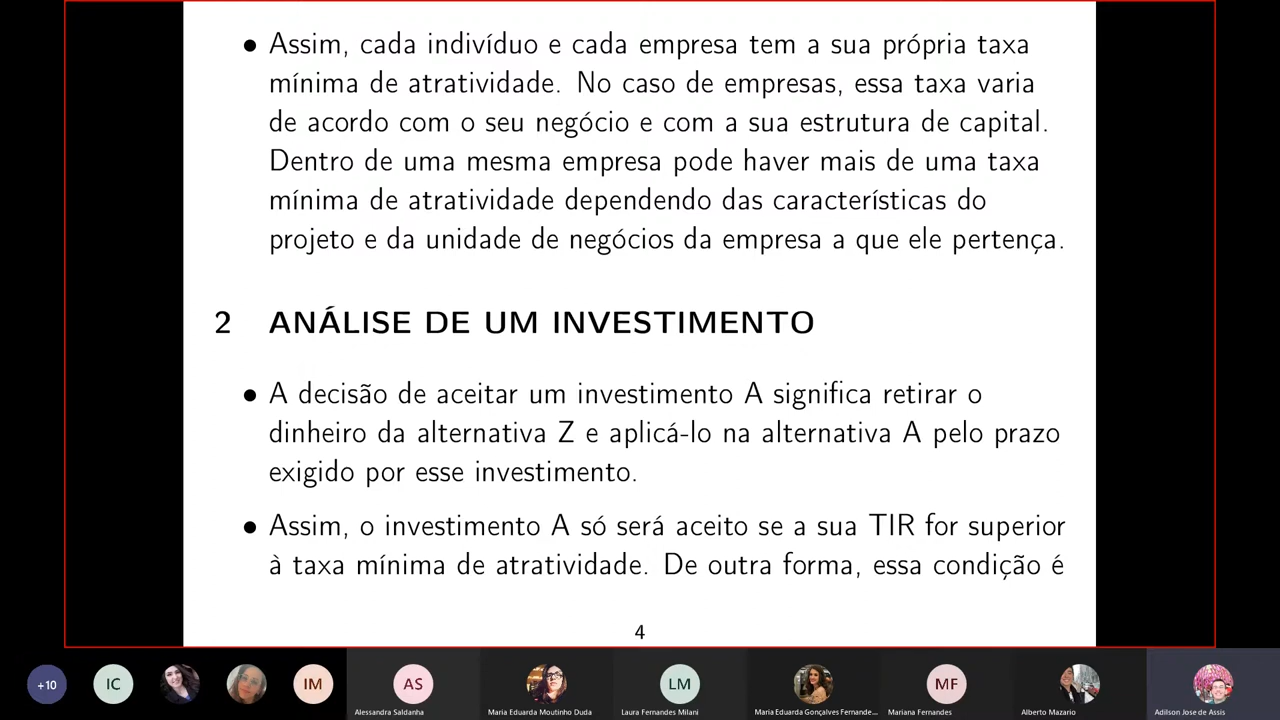 • Assim, cada indivíduo e cada empresa tem a sua própria taxa
mínima de atratividade. No caso de empresas, essa taxa varia
de acordo com o seu negócio e com a sua estrutura de capital.
Dentro de uma mesma empresa pode haver mais de uma taxa
mínima de atratividade dependendo das características do
projeto e da unidade de negócios da empresa a que ele pertença.
2 ANÁLISE DE UM INVESTIMENTO
• A decisão de aceitar um investimento A significa retirar o
dinheiro da alternativa Z e aplicá-lo na alternativa A pelo prazo
exigido por esse investimento.
• Assim, o investimento A só será aceito se a sua TIR for superior
à taxa mínima de atratividade. De outra forma, essa condição é
4
+10 IC IM AS LM MF
Alessandra Saldanha Maria Eduarda Moutinho Duda Laura Fernandes Milani Maria Eduarda Gonçalves Fernande... Mariana Fernandes Alberto Mazario Adilson Jose de Assis